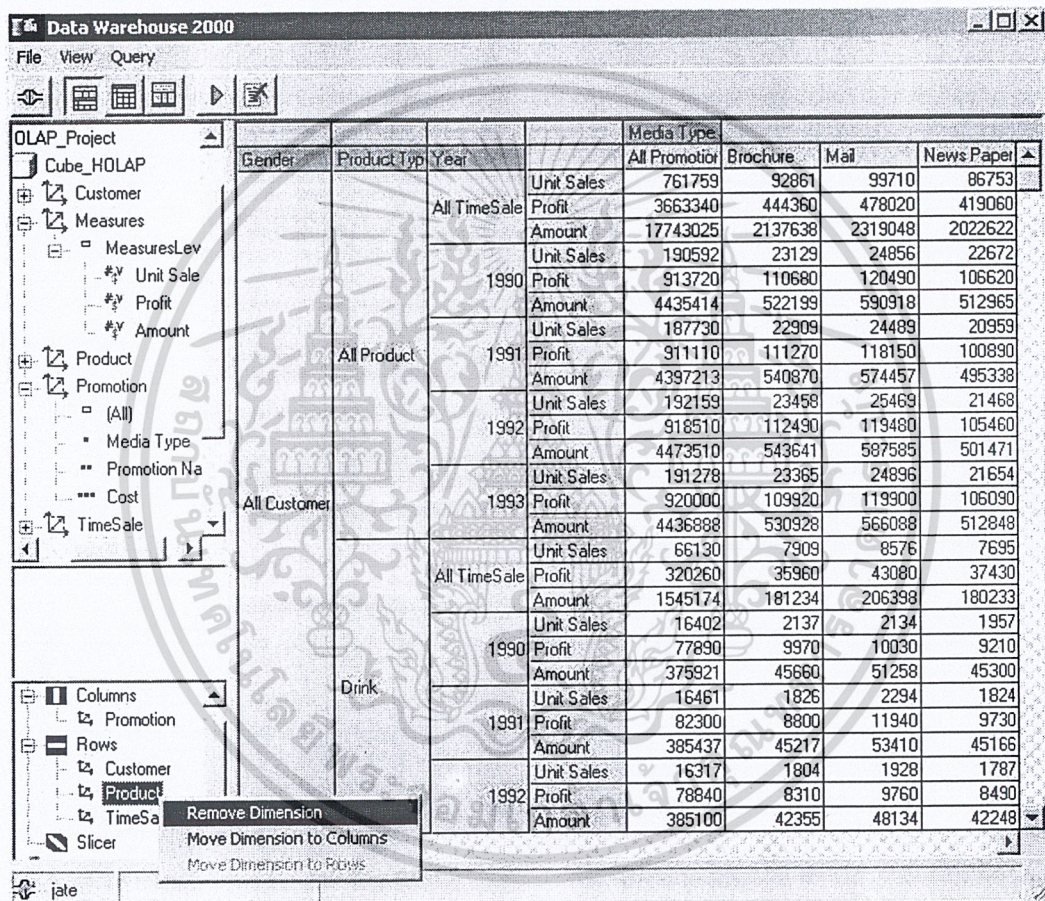 Data Warehouse 2000
File View Query
OLAP_Project
Cube_HOLAP
Customer
Measures
MeasuresLev
Unit Sale
Profit
Amount
Product
Promotion
(All)
Media Type
Promotion Na
Cost
TimeSale
Columns
Promotion
Rows
Customer
Product
TimeSa
Slicer
Remove Dimension
Move Dimension to Columns
Move Dimension to Rows
jate
Media Type
Gender Product Typ Year All Promotion Brochure Mail News Paper
All Customer
All Product
All TimeSale
Unit Sales 761759 92861 99710 86753
Profit 3663340 444360 478020 419060
Amount 17743025 2137638 2319048 2022622
1990
Unit Sales 190592 23129 24856 22672
Profit 913720 110680 120490 106620
Amount 4435414 522199 590918 512965
1991
Unit Sales 187730 22909 24489 20959
Profit 911110 111270 118150 100890
Amount 4397213 540870 574457 495338
1992
Unit Sales 192159 23458 25469 21468
Profit 918510 112490 119480 105460
Amount 4473510 543641 587585 501471
1993
Unit Sales 191278 23365 24896 21654
Profit 920000 109920 119900 106090
Amount 4436888 530928 566088 512848
Drink
All TimeSale
Unit Sales 66130 7909 8576 7695
Profit 320260 35960 43080 37430
Amount 1545174 181234 206398 180233
1990
Unit Sales 16402 2137 2134 1957
Profit 77890 9970 10030 9210
Amount 375921 45660 51258 45300
1991
Unit Sales 16461 1826 2294 1824
Profit 82300 8800 11940 9730
Amount 385437 45217 53410 45166
1992
Unit Sales 16317 1804 1928 1787
Profit 78840 8310 9760 8490
Amount 385100 42355 48134 42248